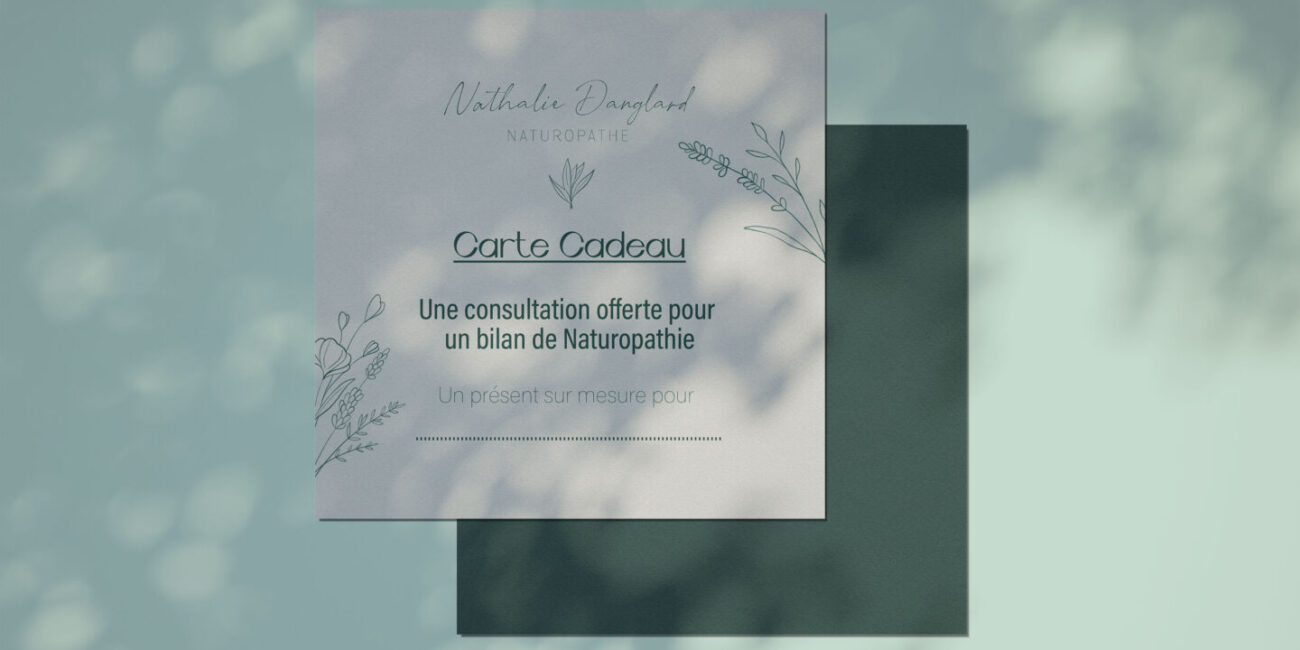 Nathalie Danglard
NATUROPATHE
Carte Cadeau
Une consultation offerte pour
un bilan de Naturopathie
Un présent sur mesure pour